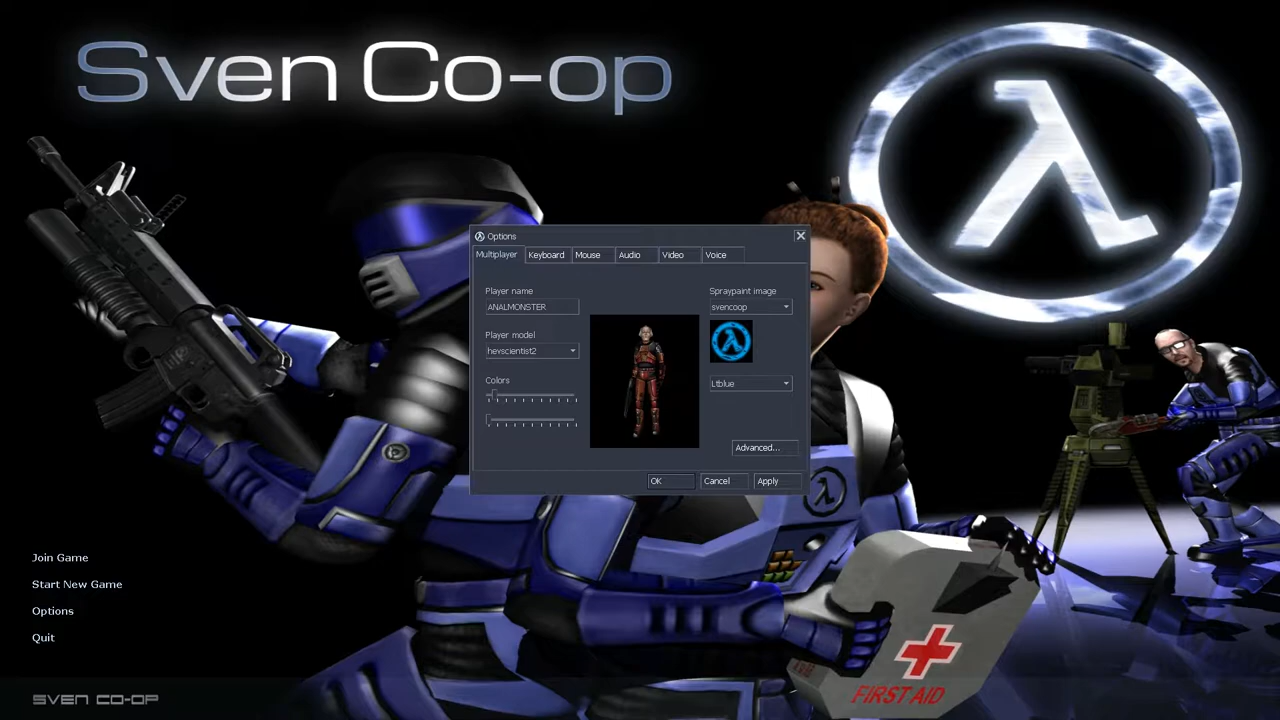 Sven Co-op
Options
Multiplayer
Keyboard
Mouse
Audio
Video
Voice
Player name
ANALMONSTER
Player model
hevscientist2
Colors
Spraypaint image
svencoop
Ltblue
Advanced...
OK
Cancel
Apply
Join Game
Start New Game
Options
Quit
SVEN CO-OP
FIRST AID